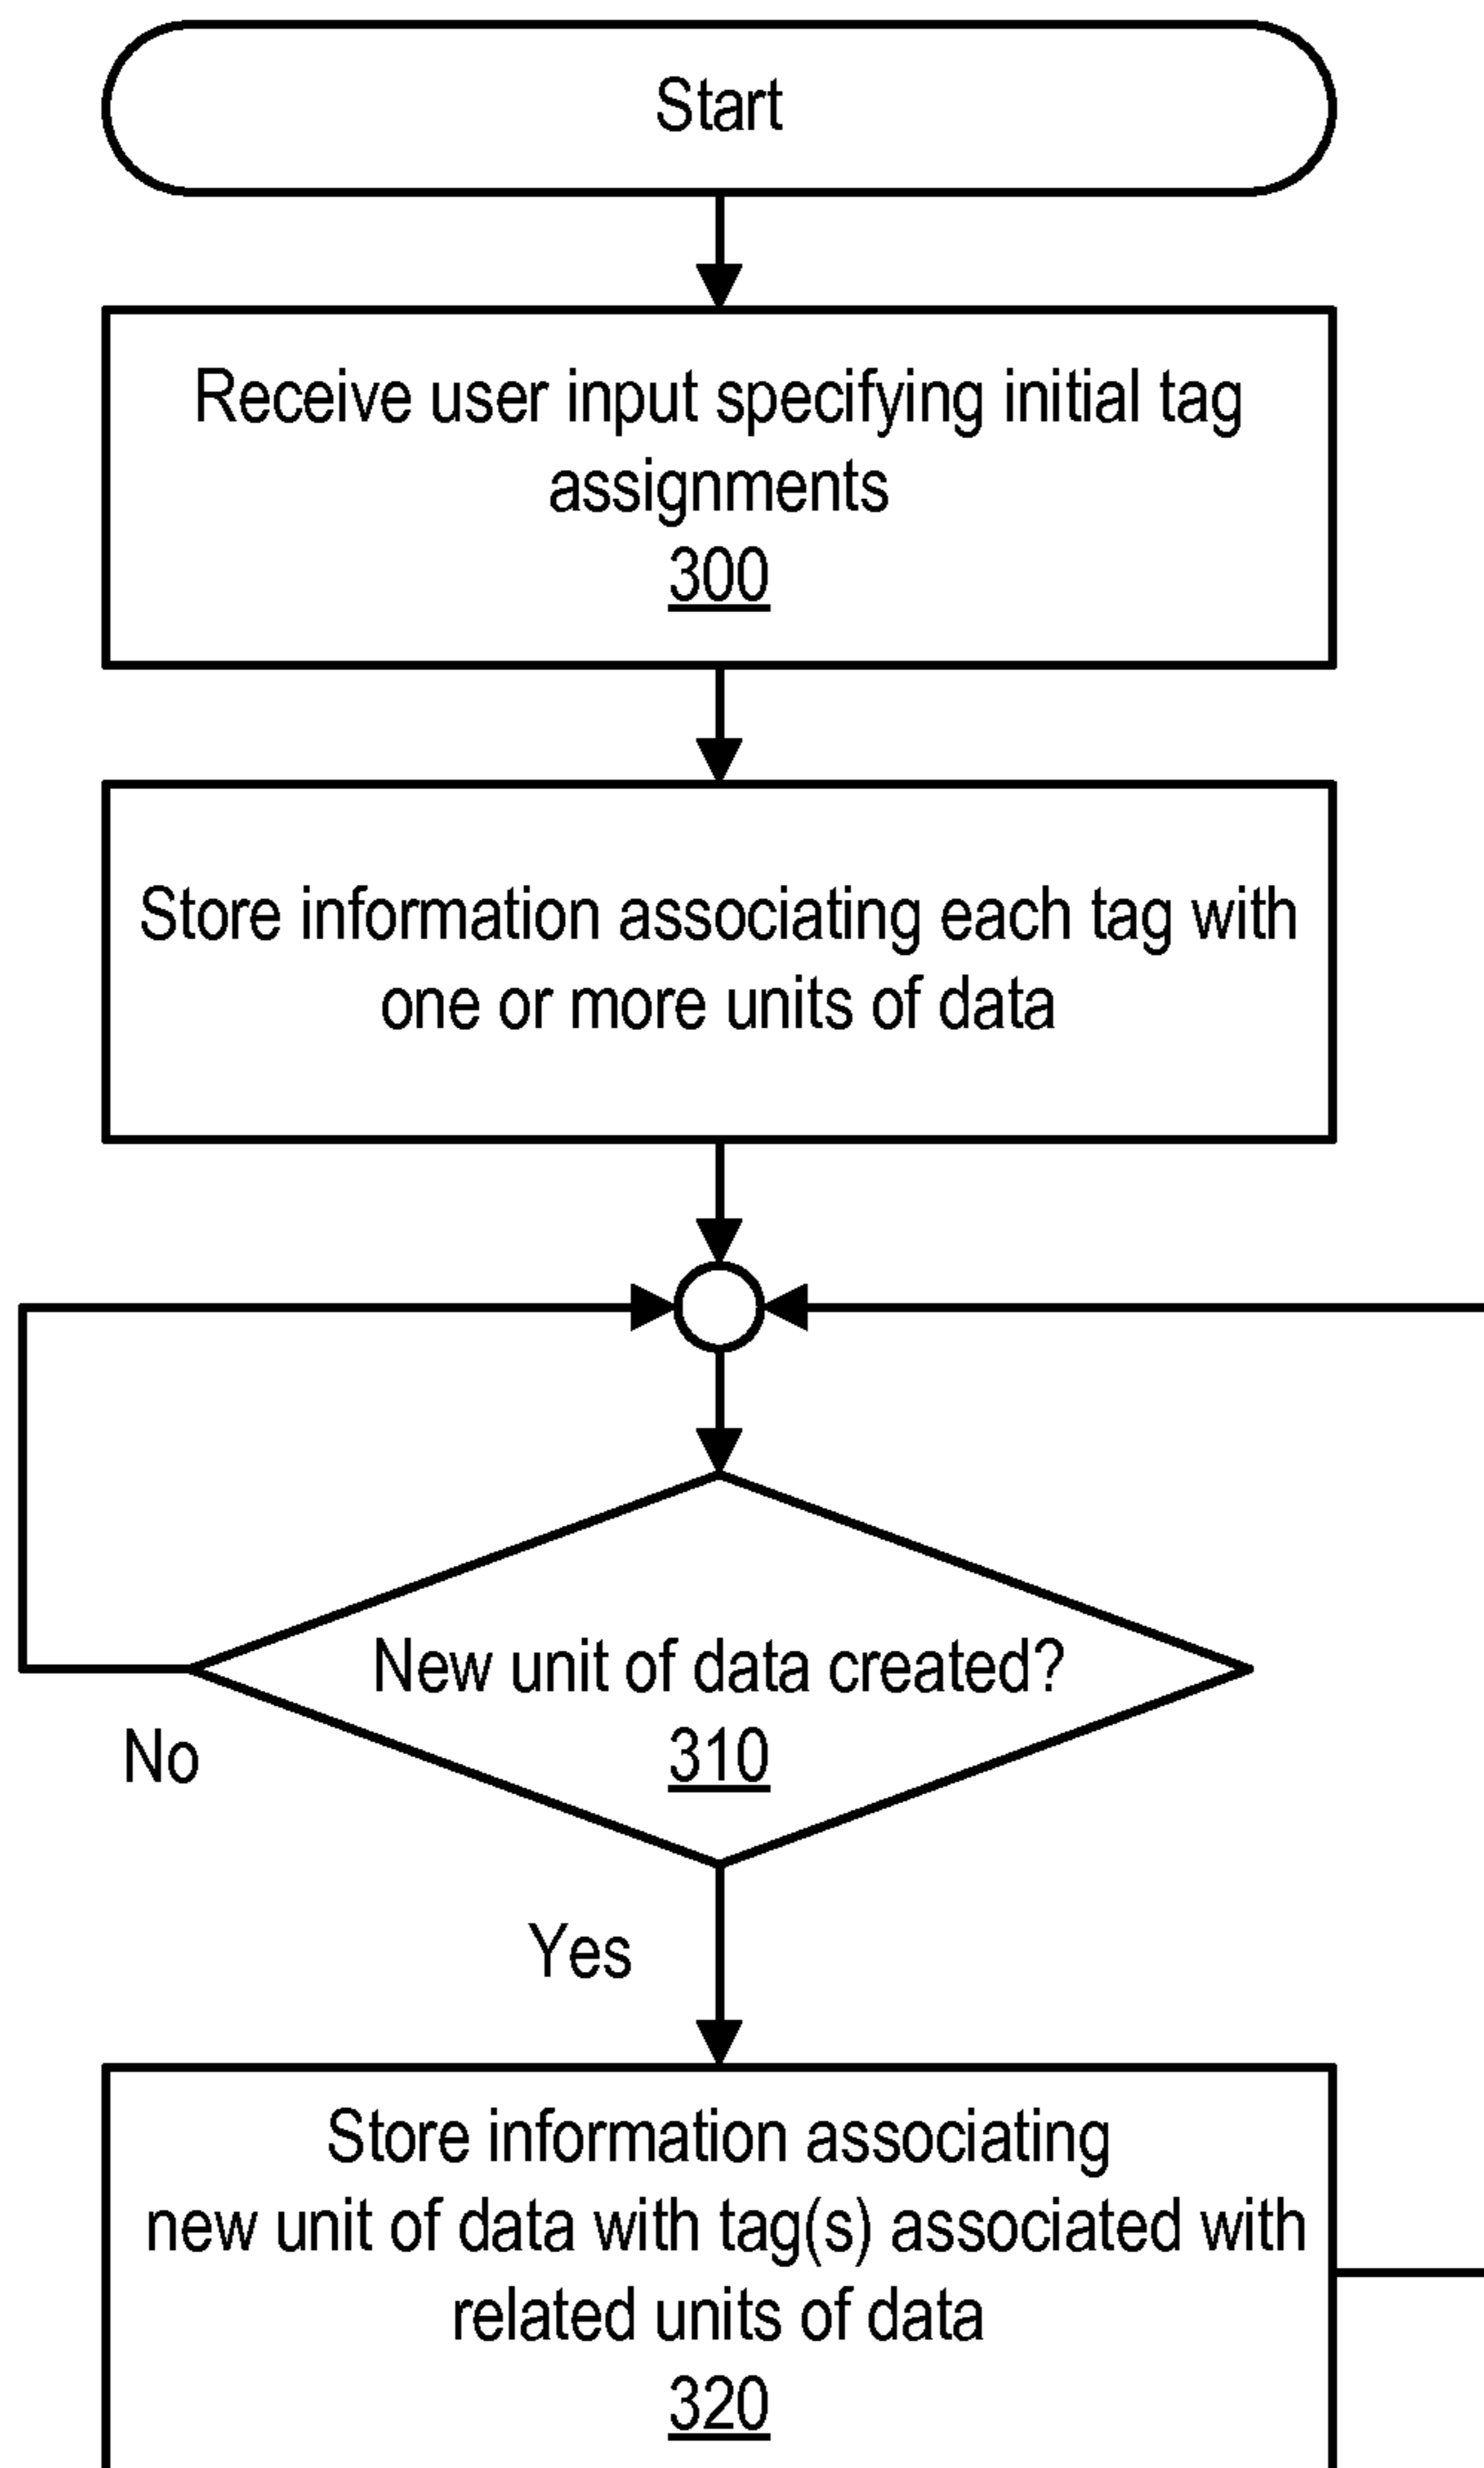 Start
Receive user input specifying initial tag
assignments
300
Store information associating each tag with
one or more units of data
New unit of data created?
310
No
Yes
Store information associating
new unit of data with tag(s) associated with
related units of data
320